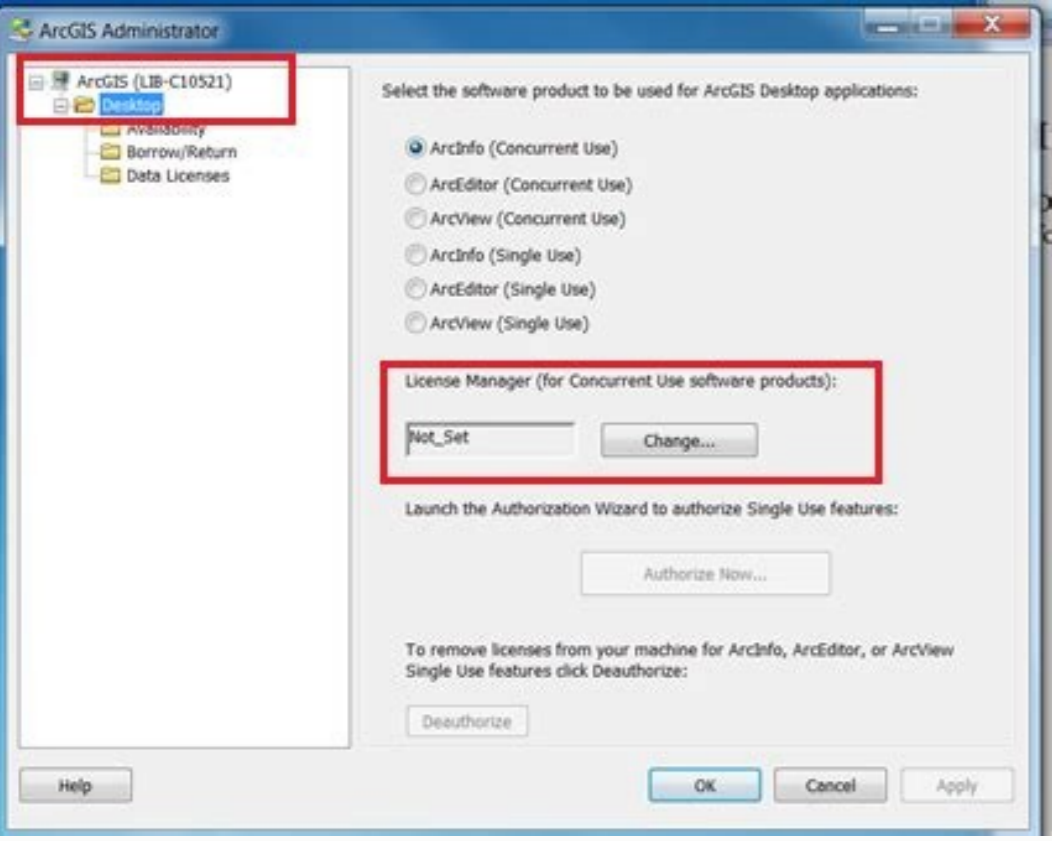 ArcGIS Administrator
ArcGIS (LIB-C10521)
Desktop
Availability
Borrow/Return
Data Licenses
Select the software product to be used for ArcGIS Desktop applications:
ArcInfo (Concurrent Use)
ArcEditor (Concurrent Use)
ArcView (Concurrent Use)
ArcInfo (Single Use)
ArcEditor (Single Use)
ArcView (Single Use)
License Manager (for Concurrent Use software products):
Not_Set
Change...
Launch the Authorization Wizard to authorize Single Use features:
Authorize Now...
To remove licenses from your machine for ArcInfo, ArcEditor, or ArcView
Single Use features click Deauthorize:
Deauthorize
Help
OK
Cancel
Apply